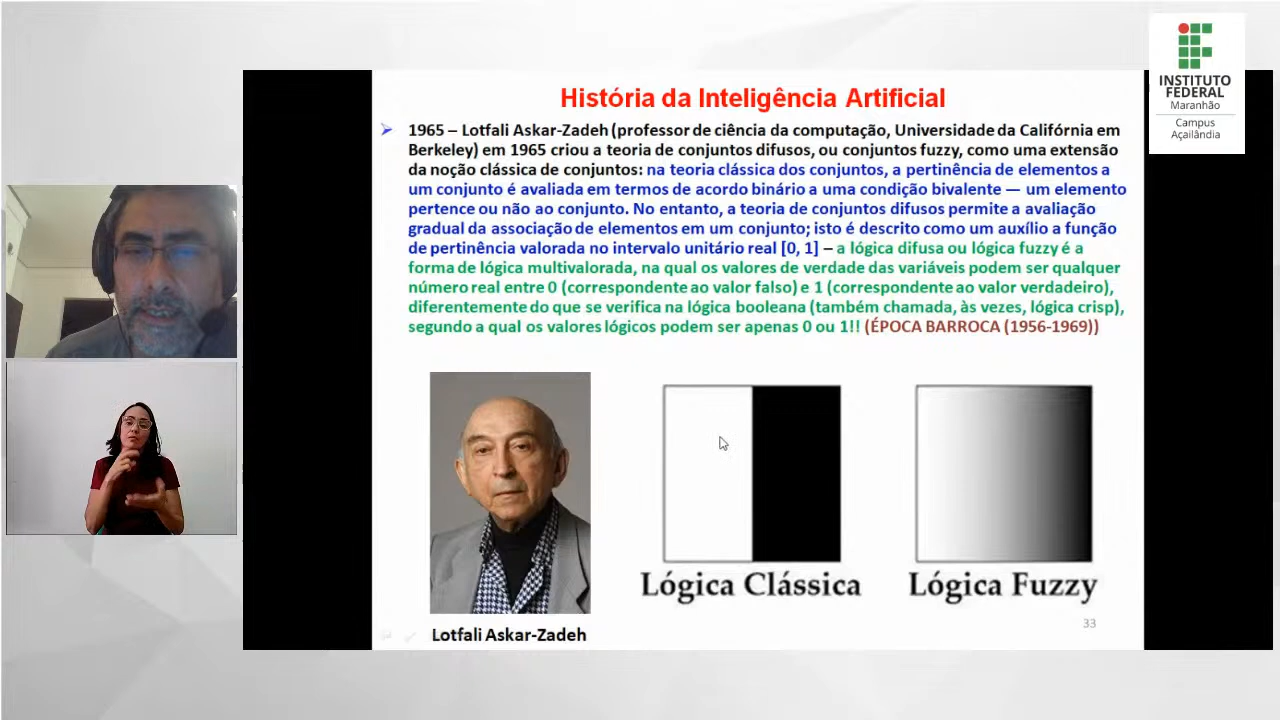 História da Inteligência Artificial
1965 – Lotfali Askar-Zadeh (professor de ciência da computação, Universidade da Califórnia em
Berkeley) em 1965 criou a teoria de conjuntos difusos, ou conjuntos fuzzy, como uma extensão
da noção clássica de conjuntos: na teoria clássica dos conjuntos, a pertinência de elementos a
um conjunto é avaliada em termos de acordo binário a uma condição bivalente — um elemento
pertence ou não ao conjunto. No entanto, a teoria de conjuntos difusos permite a avaliação
gradual da associação de elementos em um conjunto; isto é descrito com um auxílio a função
de pertinência valorada no intervalo unitário real [0, 1] – a lógica difusa ou lógica fuzzy é a
forma de lógica multivalorada, na qual os valores de verdade das variáveis podem ser qualquer
número real entre 0 (correspondente ao valor falso) e 1 (correspondente ao valor verdadeiro),
diferentemente do que se verifica na lógica booleana (também chamada, às vezes, lógica crisp),
segundo a qual os valores lógicos podem ser apenas 0 ou 1!! (ÉPOCA BARROCA (1956-1969))
Lógica Clássica
Lógica Fuzzy
Lotfali Askar-Zadeh
33
INSTITUTO
FEDERAL
Maranhão
Campus
Açailândia